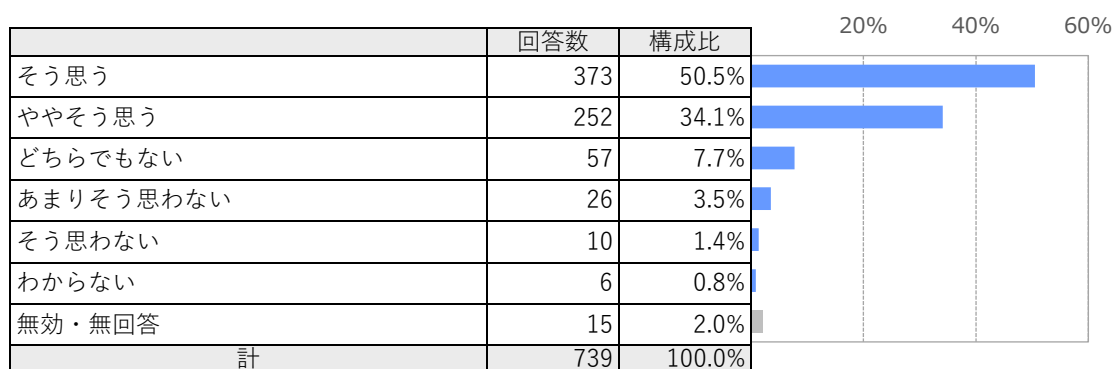 20% 40% 60%
回答数 構成比
そう思う 373 50.5%
ややそう思う 252 34.1%
どちらでもない 57 7.7%
あまりそう思わない 26 3.5%
そう思わない 10 1.4%
わからない 6 0.8%
無効・無回答 15 2.0%
計 739 100.0%